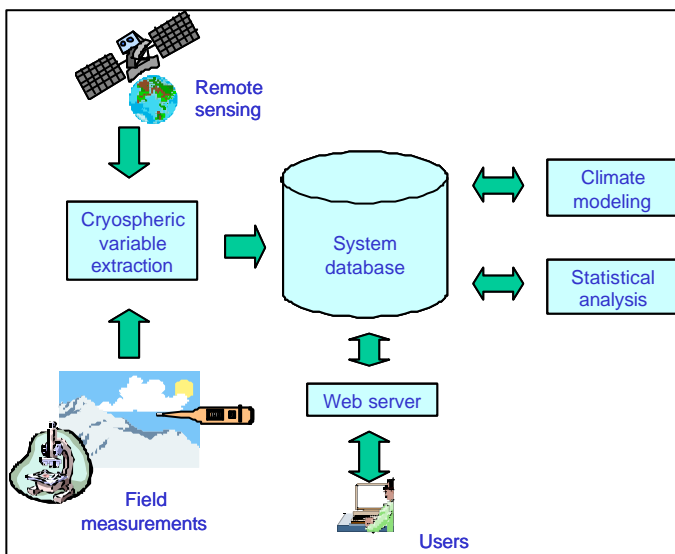 Remote
sensing
Cryospheric
variable
extraction
System
database
Climate
modeling
Statistical
analysis
Web server
Field
measurements
Users